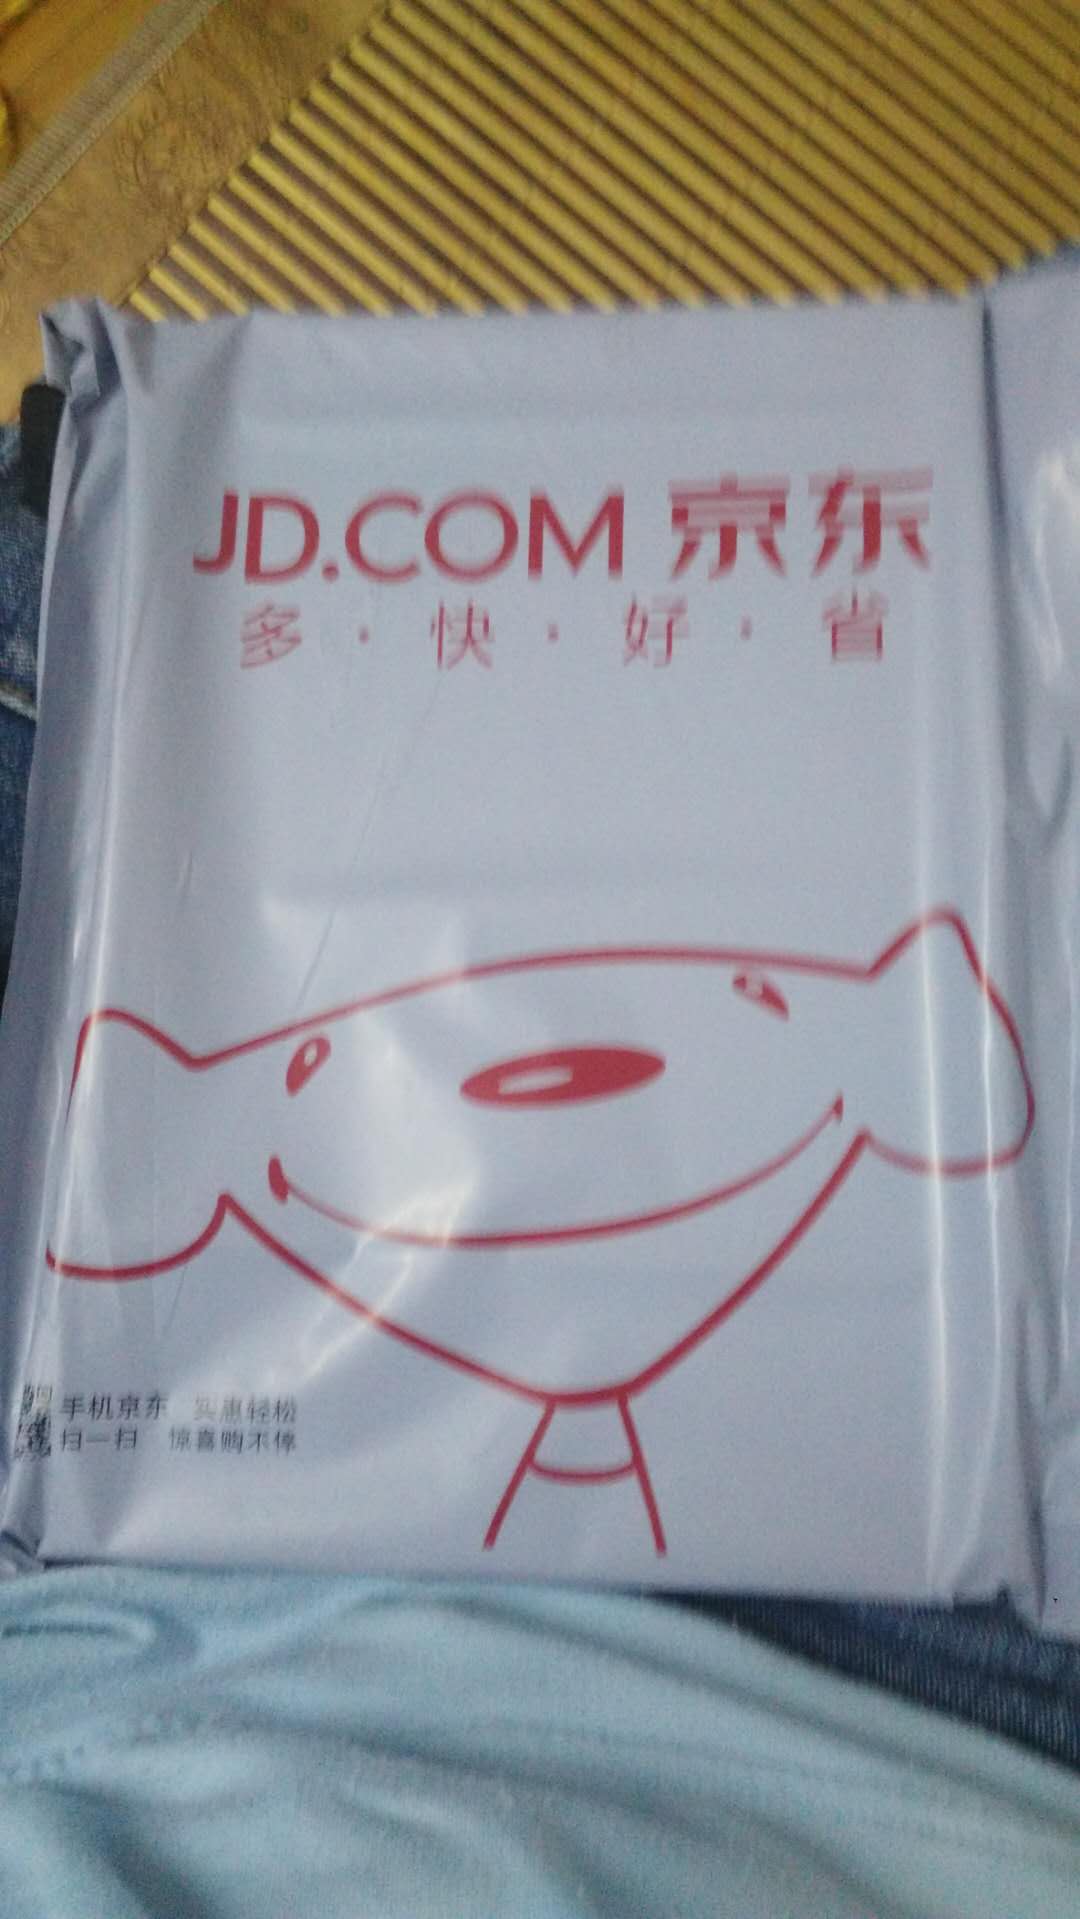 JD.COM 京东
多·快·好·省
手机京东 实惠轻松
扫一扫 惊喜购不停